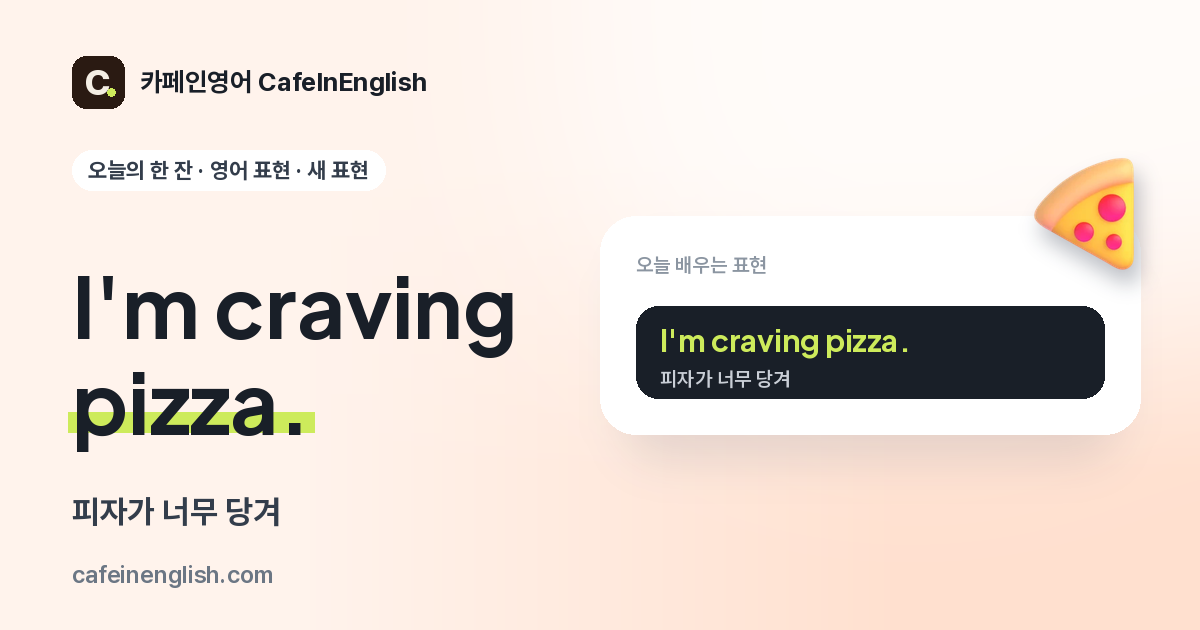 C.
카페인영어 CafeInEnglish
오늘의 한 잔 · 영어 표현 · 새 표현
I'm craving
pizza.
피자가 너무 당겨
cafeinenglish.com
오늘 배우는 표현
I'm craving pizza.
피자가 너무 당겨